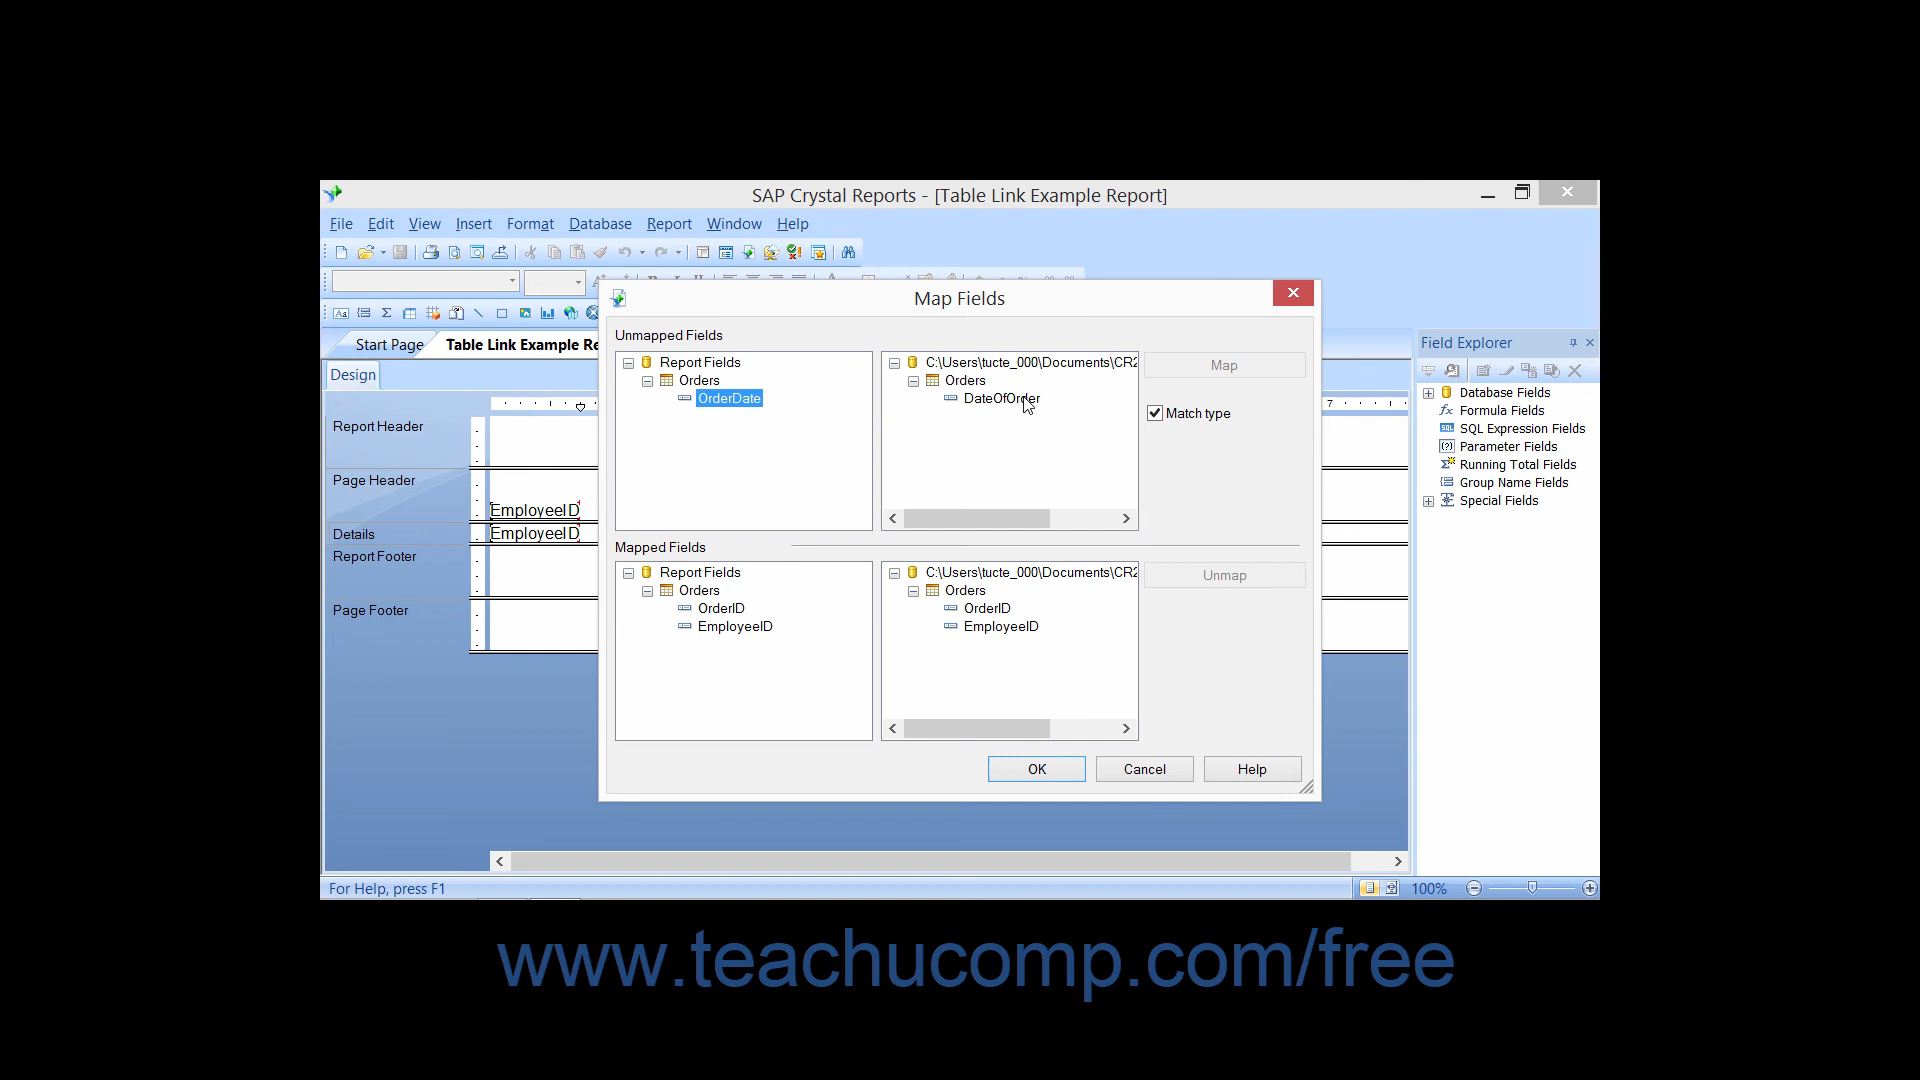 SAP Crystal Reports - [Table Link Example Report]
File Edit View Insert Format Database Report Window Help
Start Page
Table Link Example Re
Design
Report Header
Page Header
EmployeeID
Details
EmployeeID
Report Footer
Page Footer
Map Fields
Unmapped Fields
Report Fields
Orders
OrderDate
C:\Users\tucte_000\Documents\CR2
Orders
DateOfOrder
Map
Match type
Mapped Fields
Report Fields
Orders
OrderID
EmployeeID
C:\Users\tucte_000\Documents\CR2
Orders
OrderID
EmployeeID
Unmap
OK
Cancel
Help
7
Field Explorer
Database Fields
Formula Fields
SQL Expression Fields
Parameter Fields
Running Total Fields
Group Name Fields
Special Fields
For Help, press F1
100%
www.teachucomp.com/free